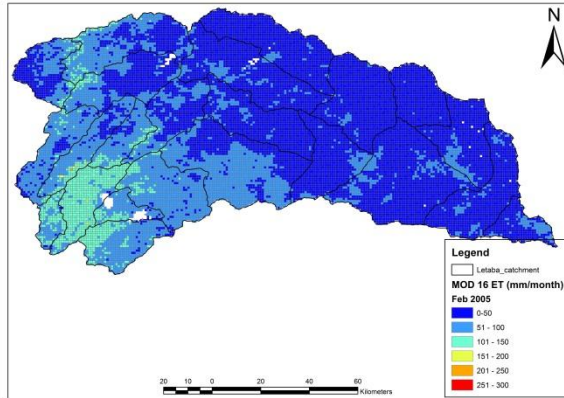 N
Legend
Letaba_catchment
MOD 16 ET (mm/month)
Feb 2005
0-50
51 - 100
101 - 150
151 - 200
201 - 250
251 - 300
20 10 0 20 40 60
Kilometers